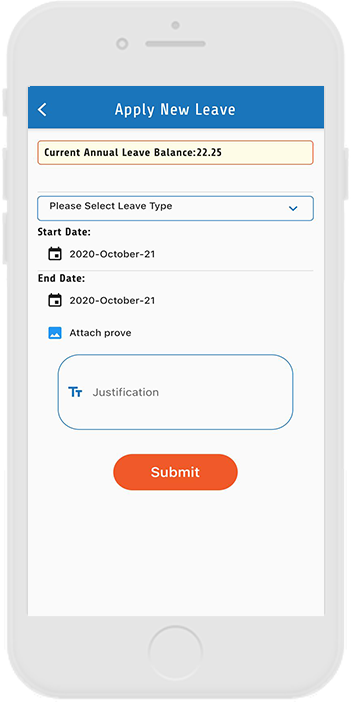 Apply New Leave
Current Annual Leave Balance:22.25
Please Select Leave Type
Start Date:
2020-October-21
End Date:
2020-October-21
Attach prove
Justification
Submit